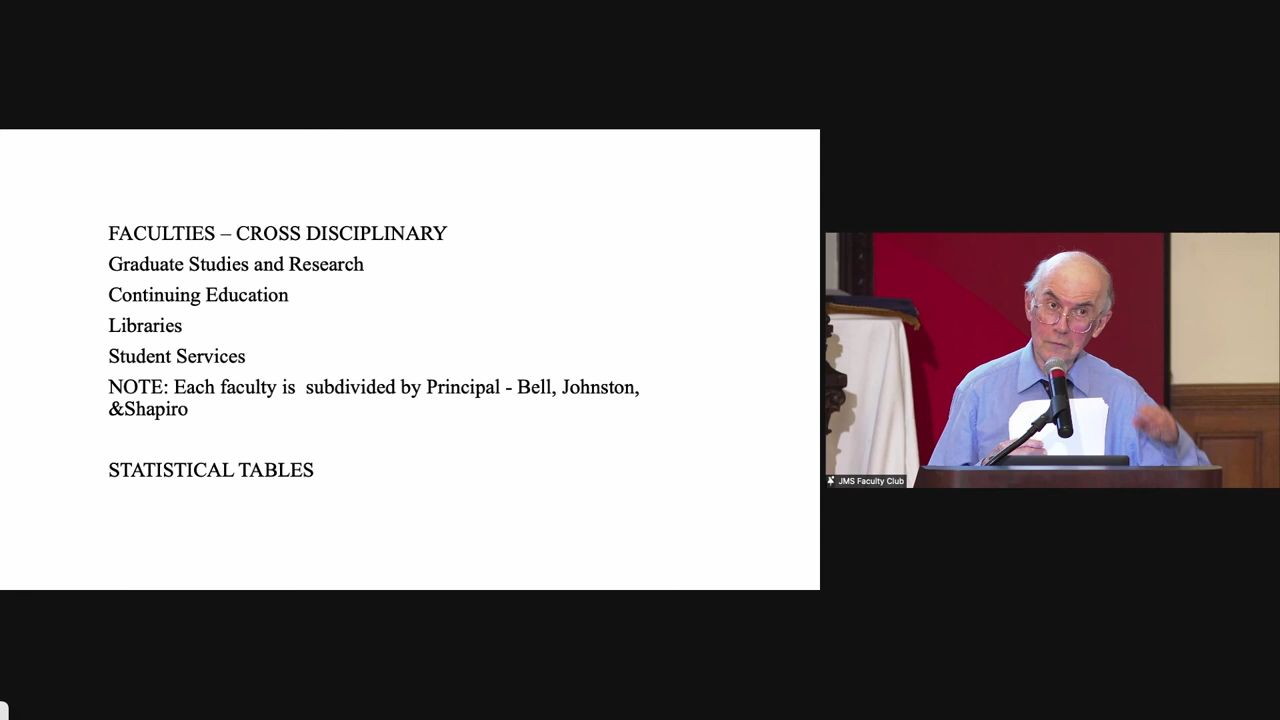 FACULTIES – CROSS DISCIPLINARY
Graduate Studies and Research
Continuing Education
Libraries
Student Services
NOTE: Each faculty is  subdivided by Principal - Bell, Johnston,
&Shapiro
STATISTICAL TABLES
JMS Faculty Club